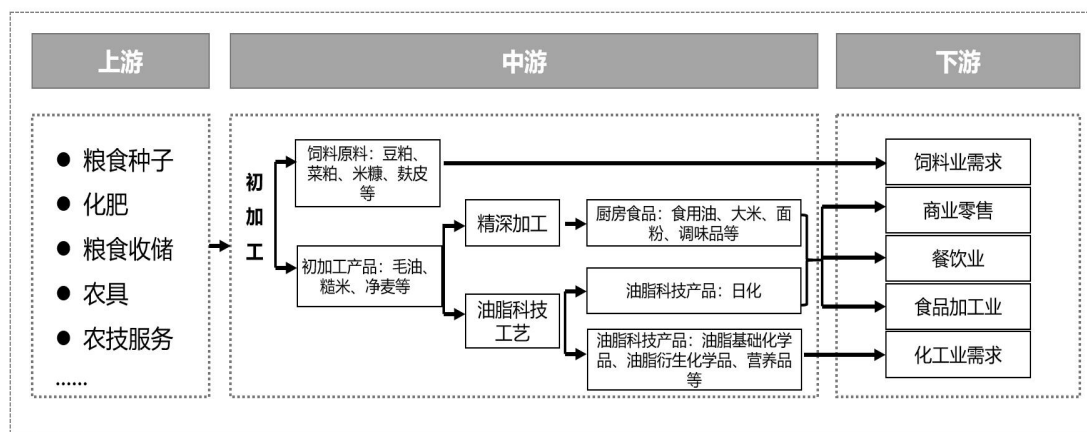 上游
中游
下游
● 粮食种子
● 化肥
● 粮食收储
● 农具
● 农技服务
……
初
加
工
饲料原料：豆粕、
菜粕、米糠、麸皮
等
初加工产品：毛油、
糙米、净麦等
精深加工
油脂科技
工艺
厨房食品：食用油、大米、面
粉、调味品等
油脂科技产品：日化
油脂科技产品：油脂基础化学
品、油脂衍生化学品、营养品
等
饲料业需求
商业零售
餐饮业
食品加工业
化工业需求